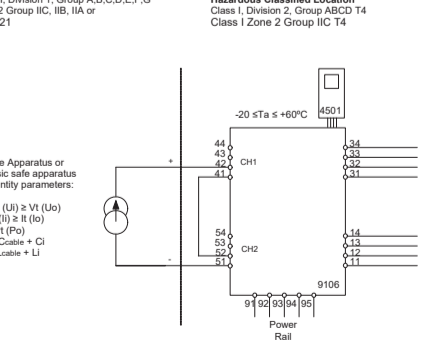 Division 1, Group A,B,C,D,E,F,G
2 Group IIC, IIB, IIA or
21
Hazardous Classified Location
Class I, Division 2, Group ABCD T4
Class I Zone 2 Group IIC T4
4501
-20 ≤Ta ≤ +60ºC
44
43
42
41
CH1
34
33
32
31
+
e Apparatus or
sic safe apparatus
ntity parameters:
(Ui) ≥ Vt (Uo)
(Ii) ≥ It (Io)
t (Po)
Ccable + Ci
Lcable + Li
54
53
52
51
CH2
14
13
12
11
-
9106
91 92 93 94 95
Power
Rail